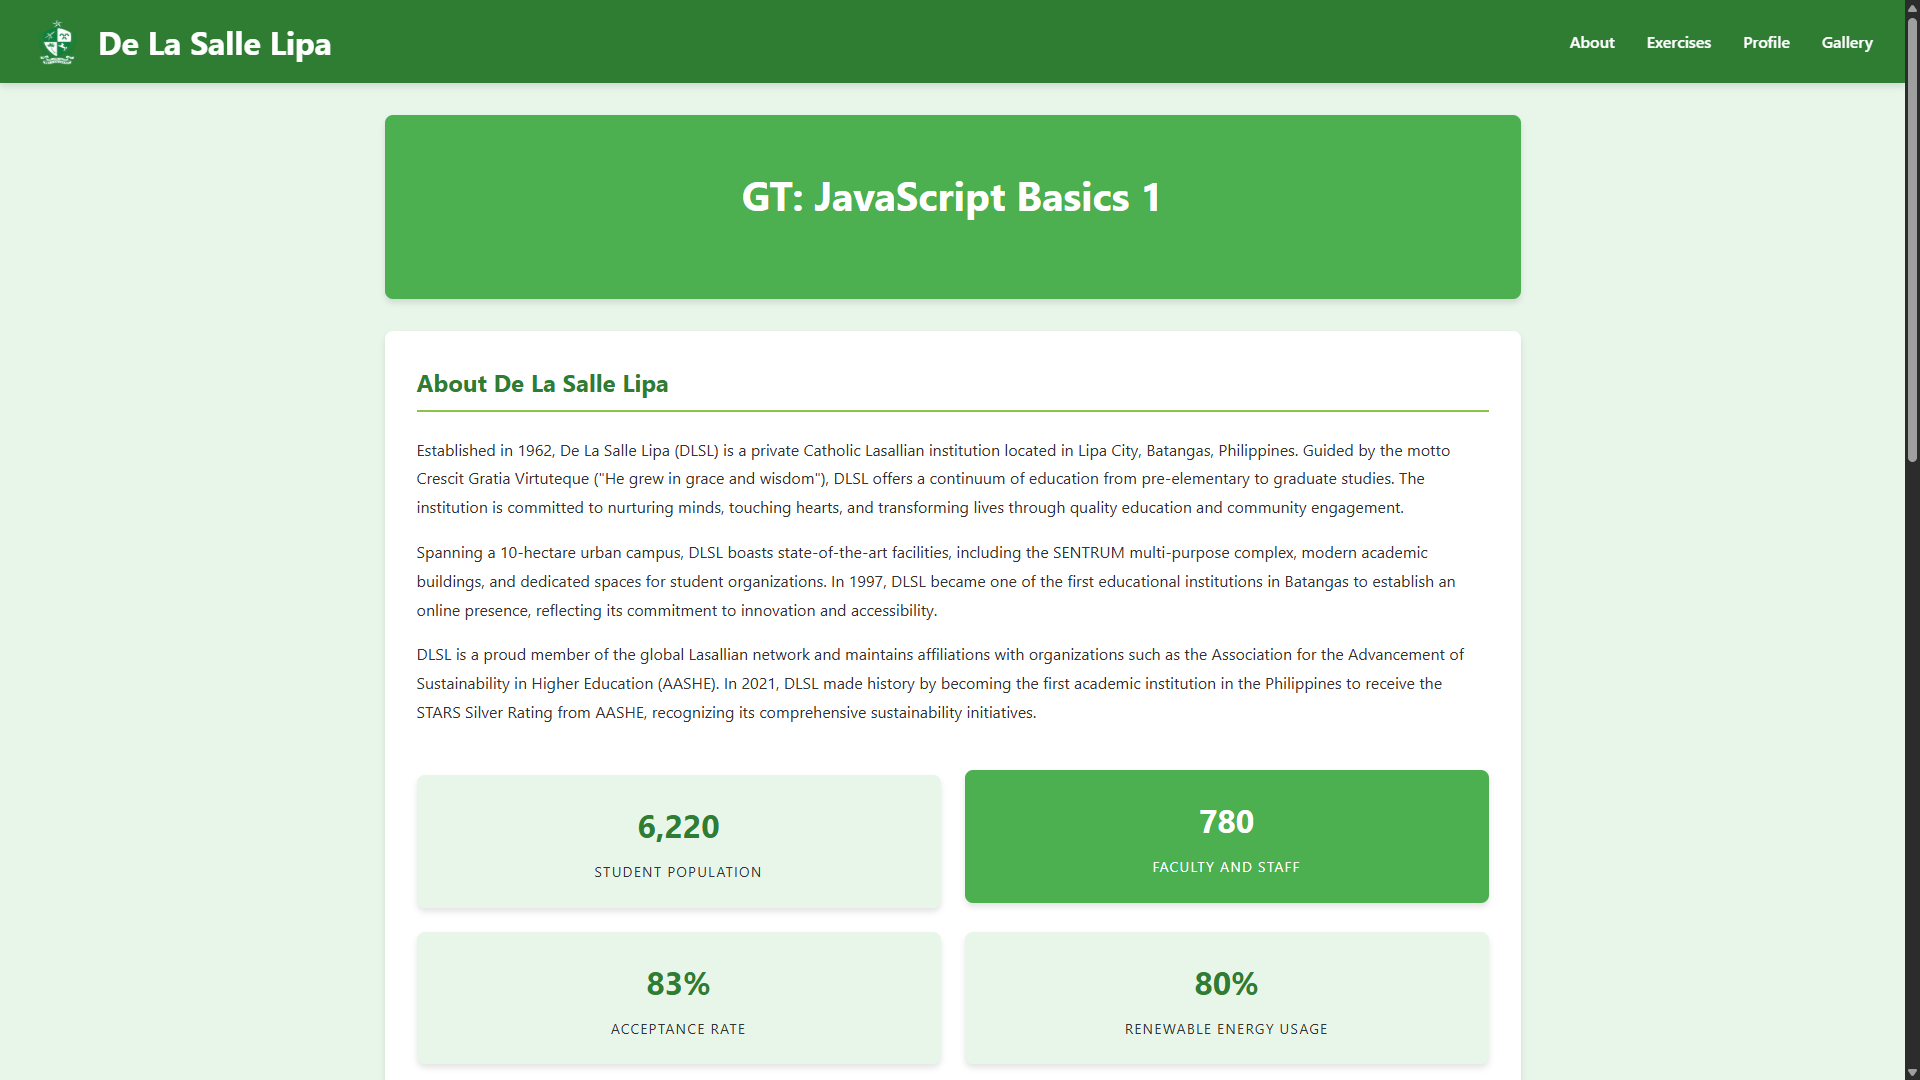 De La Salle Lipa
About
Exercises
Profile
Gallery
GT: JavaScript Basics 1
About De La Salle Lipa
Established in 1962, De La Salle Lipa (DLSL) is a private Catholic Lasallian institution located in Lipa City, Batangas, Philippines. Guided by the motto
Crescit Gratia Virtuteque ("He grew in grace and wisdom"), DLSL offers a continuum of education from pre-elementary to graduate studies. The
institution is committed to nurturing minds, touching hearts, and transforming lives through quality education and community engagement.
Spanning a 10-hectare urban campus, DLSL boasts state-of-the-art facilities, including the SENTRUM multi-purpose complex, modern academic
buildings, and dedicated spaces for student organizations. In 1997, DLSL became one of the first educational institutions in Batangas to establish an
online presence, reflecting its commitment to innovation and accessibility.
DLSL is a proud member of the global Lasallian network and maintains affiliations with organizations such as the Association for the Advancement of
Sustainability in Higher Education (AASHE). In 2021, DLSL made history by becoming the first academic institution in the Philippines to receive the
STARS Silver Rating from AASHE, recognizing its comprehensive sustainability initiatives.
6,220
STUDENT POPULATION
780
FACULTY AND STAFF
83%
ACCEPTANCE RATE
80%
RENEWABLE ENERGY USAGE